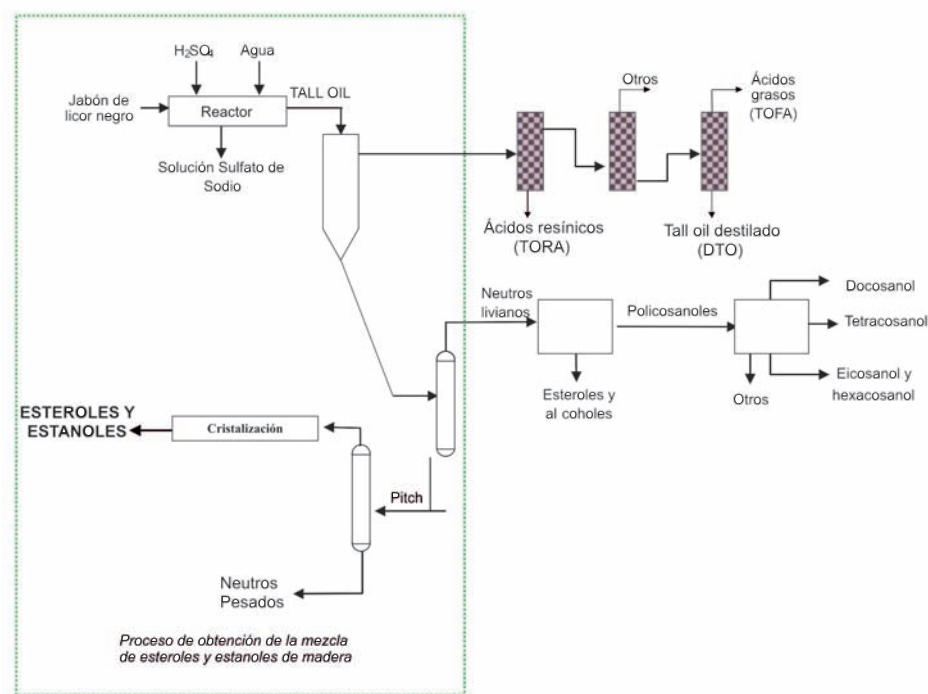 H₂SO₄
Agua
Jabón de
licor negro
Reactor
TALL OIL
Solución Sulfato de
Sodio
Otros
Ácidos
grasos
(TOFA)
Ácidos resínicos
(TORA)
Tall oil destilado
(DTO)
Neutros
livianos
Policosanoles
Docosanol
Tetracosanol
Eicosanol y
hexacosanol
Otros
Esteroles y
al coholes
ESTEROLES Y
ESTANOLES
Cristalización
Pitch
Neutros
Pesados
Proceso de obtención de la mezcla
de esteroles y estanoles de madera